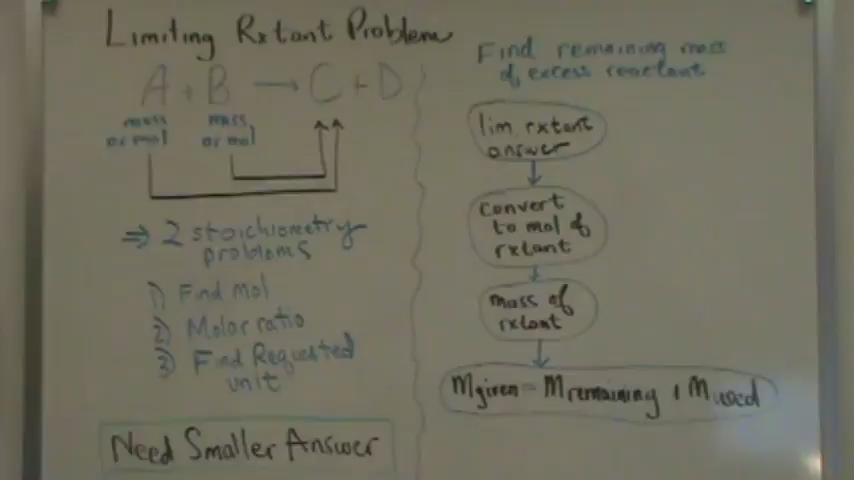 Limiting Rxtant Problem
A + B → C + D
mass
or mol
mass
or mol
⇒ 2 stoichiometry
problems
1) Find Mol
2) Molar ratio
3) Find Requested
unit
Need Smaller Answer
Find remaining mass
of excess reactant
lim rxtant
answer
convert
to mol of
rxtant
mass of
rxtant
Mgiven = Mremaining + Mused